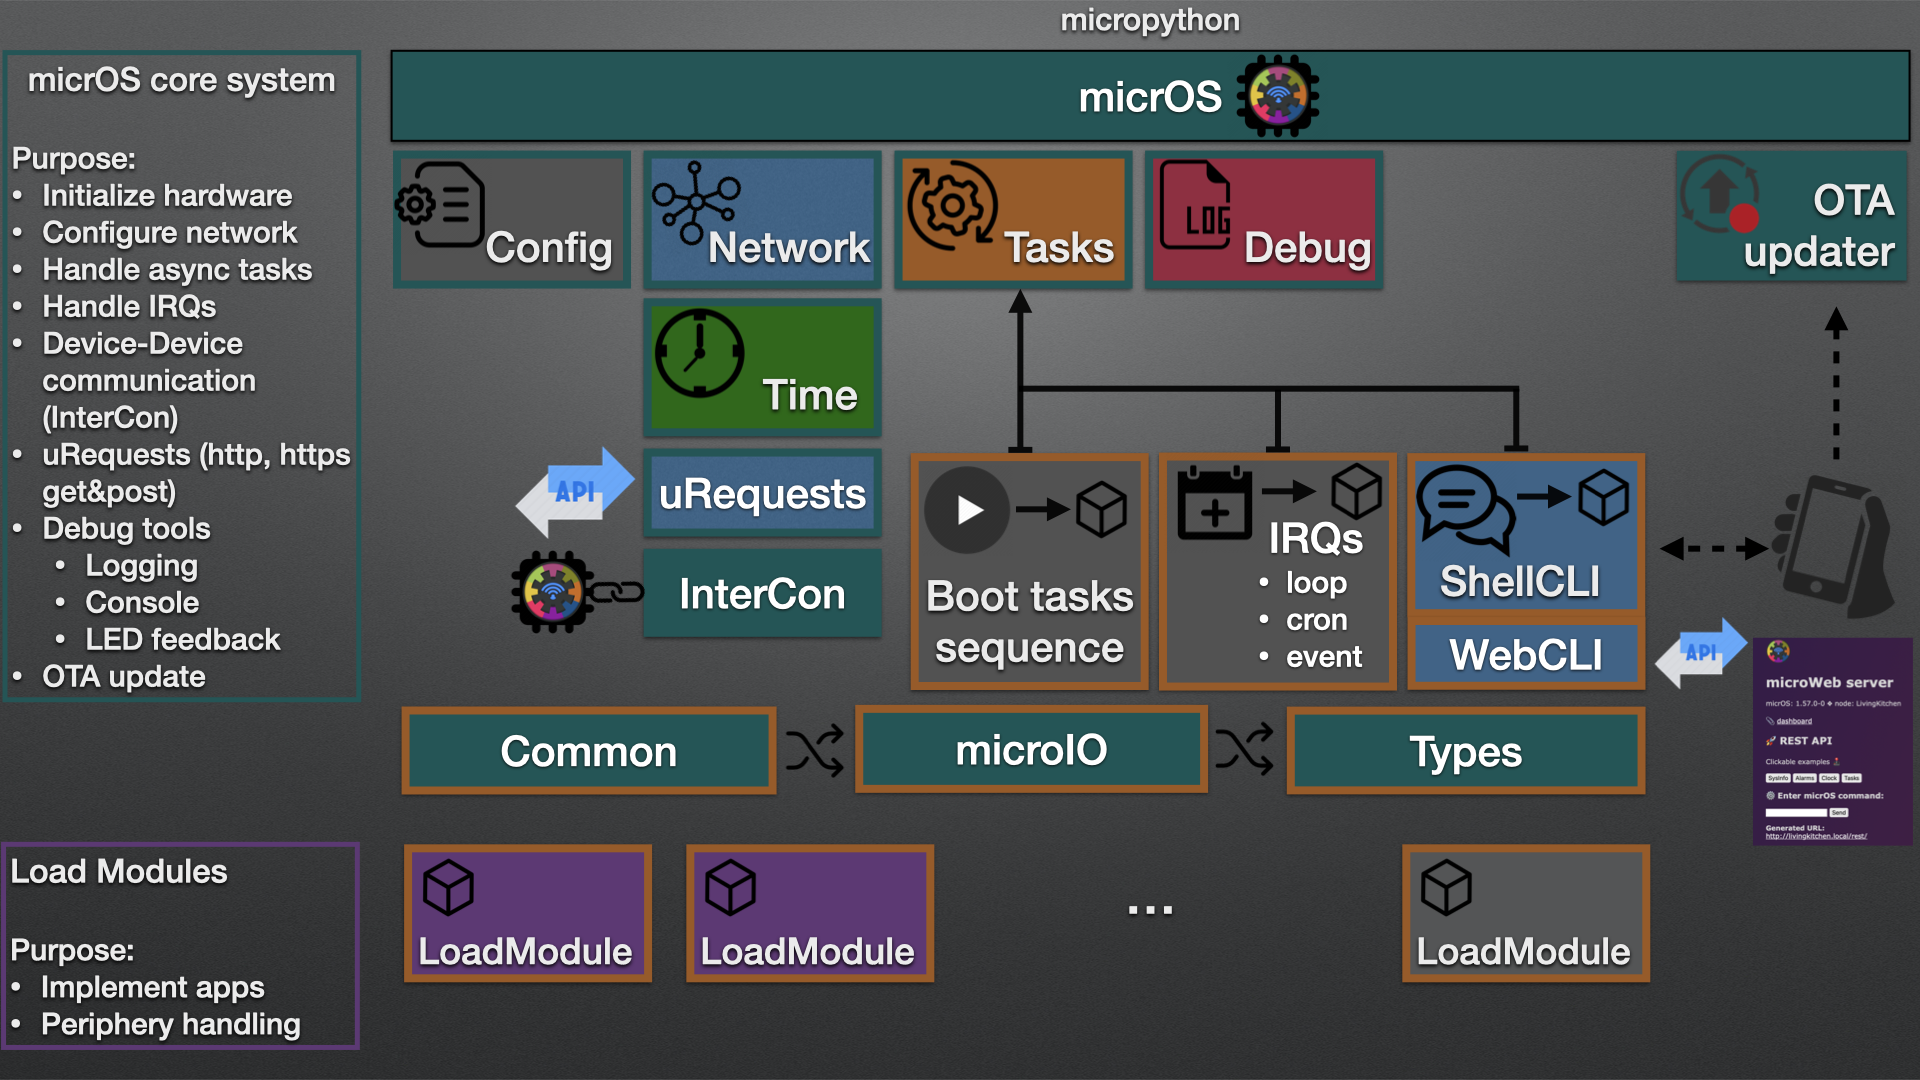 micropython
micrOS core system
Purpose:
• Initialize hardware
• Configure network
• Handle async tasks
• Handle IRQs
• Device-Device
communication
(InterCon)
• uRequests (http, https
get&post)
• Debug tools
• Logging
• Console
• LED feedback
• OTA update
micrOS
Config
Network
Tasks
LOG
Debug
OTA
updater
Time
API
uRequests
InterCon
Boot tasks
sequence
IRQs
• loop
• cron
• event
ShellCLI
WebCLI
API
microWeb server
micrOS: 1.57.0-0 ❖ node: LivingKitchen
dashboard
REST API
Clickable examples
SysInfo
Alarms
Clock
Tasks
Enter micrOS command:
Send
Generated URL:
http://livingkitchen.local/rest/
Common
microIO
Types
Load Modules
Purpose:
• Implement apps
• Periphery handling
LoadModule
LoadModule
...
LoadModule